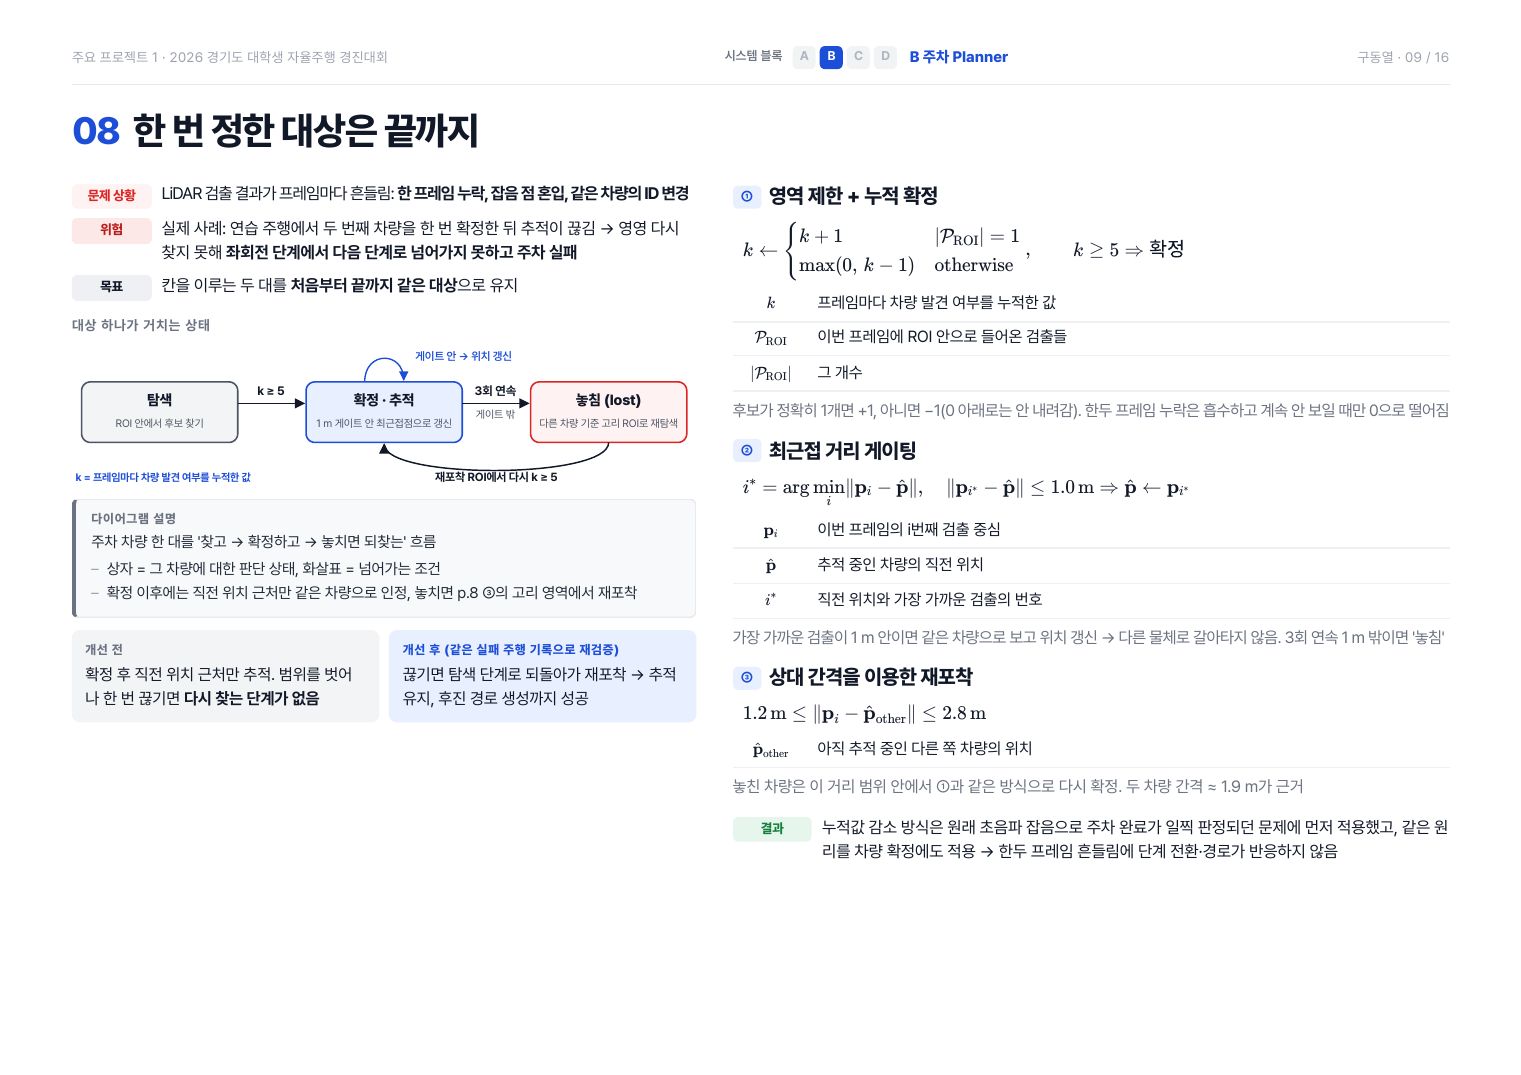 주요 프로젝트 1 · 2026 경기도 대학생 자율주행 경진대회
시스템 블록 A B C D B 주차 Planner
구동열 · 09 / 16
08 한 번 정한 대상은 끝까지
문제 상황 LiDAR 검출 결과가 프레임마다 흔들림: 한 프레임 누락, 잡음 점 혼입, 같은 차량의 ID 변경
위험 실제 사례: 연습 주행에서 두 번째 차량을 한 번 확정한 뒤 추적이 끊김 → 영영 다시
찾지 못해 좌회전 단계에서 다음 단계로 넘어가지 못하고 주차 실패
목표 칸을 이루는 두 대를 처음부터 끝까지 같은 대상으로 유지
대상 하나가 거치는 상태
게이트 안 → 위치 갱신
탐색
ROI 안에서 후보 찾기
k ≥ 5
확정 · 추적
1 m 게이트 안 최근접점으로 갱신
3회 연속
게이트 밖
놓침 (lost)
다른 차량 기준 고리 ROI로 재탐색
k = 프레임마다 차량 발견 여부를 누적한 값
재포착 ROI에서 다시 k ≥ 5
다이어그램 설명
주차 차량 한 대를 '찾고 → 확정하고 → 놓치면 되찾는' 흐름
– 상자 = 그 차량에 대한 판단 상태, 화살표 = 넘어가는 조건
– 확정 이후에는 직전 위치 근처만 같은 차량으로 인정, 놓치면 p.8 ③의 고리 영역에서 재포착
개선 전
확정 후 직전 위치 근처만 추적. 범위를 벗어
나 한 번 끊기면 다시 찾는 단계가 없음
개선 후 (같은 실패 주행 기록으로 재검증)
끊기면 탐색 단계로 되돌아가 재포착 → 추적
유지, 후진 경로 생성까지 성공
① 영역 제한 + 누적 확정
k ← { k + 1 |𝒫ROI| = 1
max(0, k − 1) otherwise , k ≥ 5 ⇒ 확정
k 프레임마다 차량 발견 여부를 누적한 값
𝒫ROI 이번 프레임에 ROI 안으로 들어온 검출들
|𝒫ROI| 그 개수
후보가 정확히 1개면 +1, 아니면 −1(0 아래로는 안 내려감). 한두 프레임 누락은 흡수하고 계속 안 보일 때만 0으로 떨어짐
② 최근접 거리 게이팅
i* = arg min i ‖pᵢ − p̂‖, ‖pᵢ* − p̂‖ ≤ 1.0 m ⇒ p̂ ← pᵢ*
pᵢ 이번 프레임의 i번째 검출 중심
p̂ 추적 중인 차량의 직전 위치
i* 직전 위치와 가장 가까운 검출의 번호
가장 가까운 검출이 1 m 안이면 같은 차량으로 보고 위치 갱신 → 다른 물체로 갈아타지 않음. 3회 연속 1 m 밖이면 '놓침'
③ 상대 간격을 이용한 재포착
1.2 m ≤ ‖pᵢ − p̂other‖ ≤ 2.8 m
p̂other 아직 추적 중인 다른 쪽 차량의 위치
놓친 차량은 이 거리 범위 안에서 ①과 같은 방식으로 다시 확정. 두 차량 간격 ≈ 1.9 m가 근거
결과 누적값 감소 방식은 원래 초음파 잡음으로 주차 완료가 일찍 판정되던 문제에 먼저 적용했고, 같은 원
리를 차량 확정에도 적용 → 한두 프레임 흔들림에 단계 전환·경로가 반응하지 않음